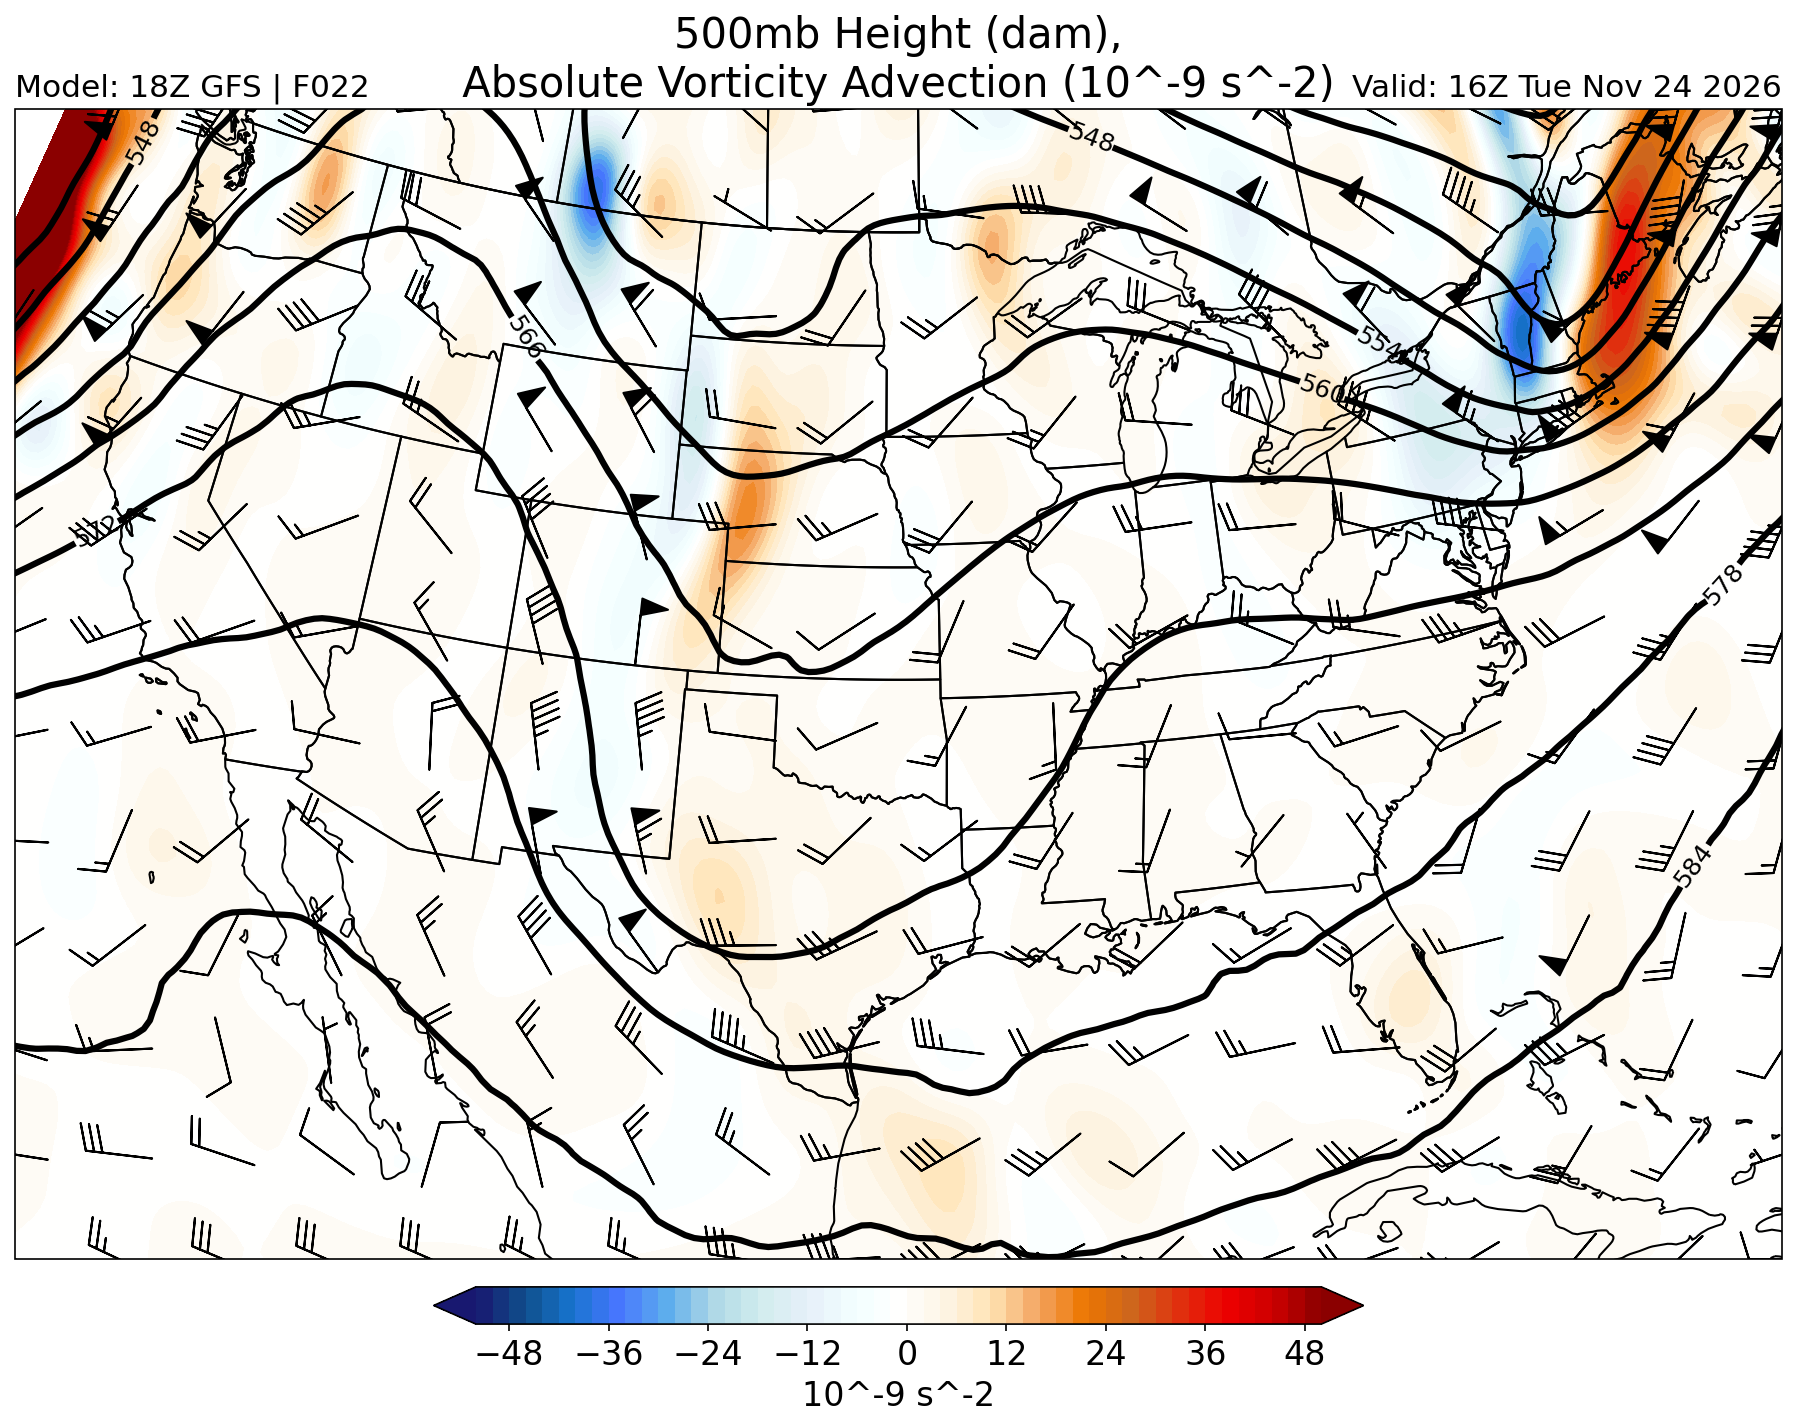 500mb Height (dam),
Model: 18Z GFS | F022
Absolute Vorticity Advection (10^-9 s^-2)
Valid: 16Z Tue Nov 24 2026
548
548
566
554
560
572
578
584
−48 −36 −24 −12 0 12 24 36 48
10^-9 s^-2